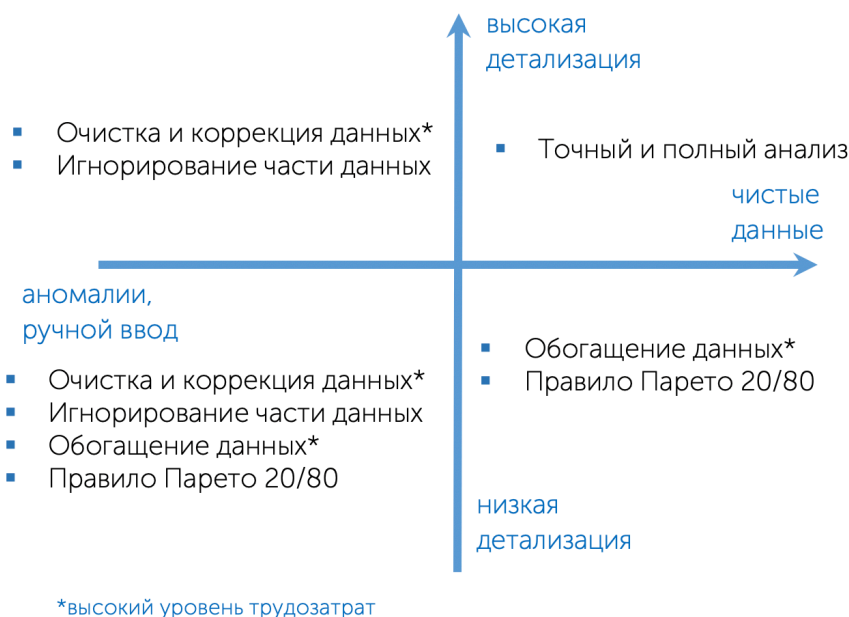 высокая
детализация
▪ Очистка и коррекция данных*
▪ Игнорирование части данных
▪ Точный и полный анализ
чистые
данные
аномалии,
ручной ввод
▪ Очистка и коррекция данных*
▪ Игнорирование части данных
▪ Обогащение данных*
▪ Правило Парето 20/80
▪ Обогащение данных*
▪ Правило Парето 20/80
низкая
детализация
*высокий уровень трудозатрат